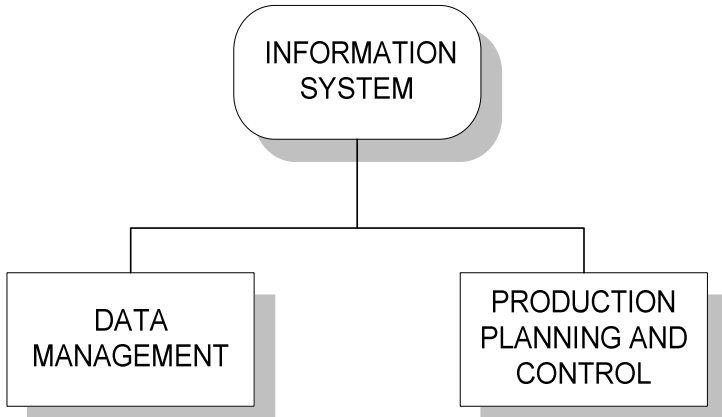 INFORMATION
SYSTEM
DATA
MANAGEMENT
PRODUCTION
PLANNING AND
CONTROL